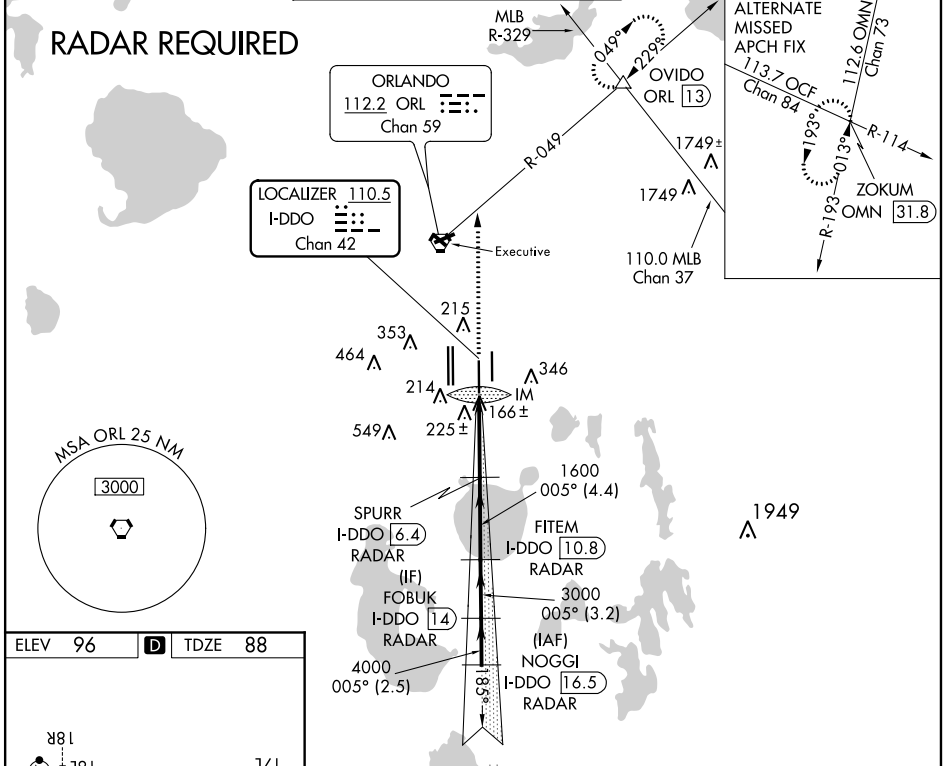 RADAR REQUIRED
MLB
R-329
049°
229°
OVIDO
ORL 13
ALTERNATE
MISSED
APCH FIX
112.6 OMN
Chan 73
113.7 OCF
Chan 84
R-114
193°
013°
R-193
ZOKUM
OMN 31.8
ORLANDO
112.2 ORL
Chan 59
R-049
1749±
1749
110.0 MLB
Chan 37
LOCALIZER 110.5
I-DDO
Chan 42
Executive
215
353
464
346
214
IM
166±
225±
549
MSA ORL 25 NM
3000
1600
005° (4.4)
SPURR
I-DDO 6.4
RADAR
FITEM
I-DDO 10.8
RADAR
1949
(IF)
FOBUK
I-DDO 14
RADAR
3000
005° (3.2)
(IAF)
NOGGI
I-DDO 16.5
RADAR
4000
005° (2.5)
185°
ELEV 96 D TDZE 88
18R
18L
17L